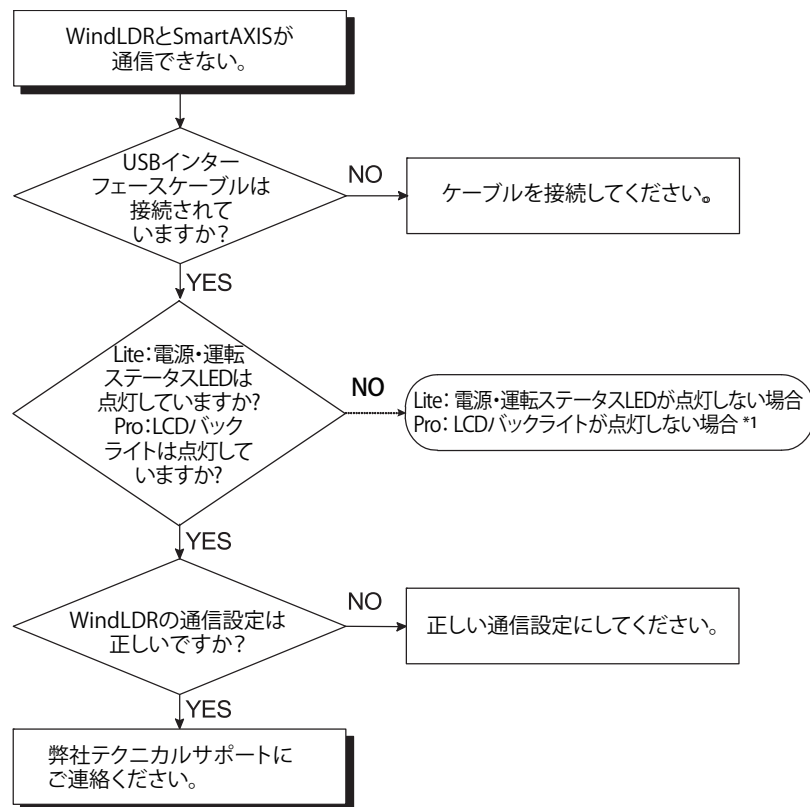 WindLDRとSmartAXISが
通信できない。
USBインター
フェースケーブルは
接続されて
いますか？
NO
ケーブルを接続してください。
YES
Lite：電源・運転
ステータスLEDは
点灯していますか?
Pro：LCDバック
ライトは点灯して
いますか?
NO
Lite： 電源・運転ステータスLEDが点灯しない場合
Pro： LCDバックライトが点灯しない場合 *1
YES
WindLDRの通信設定は
正しいですか？
NO
正しい通信設定にしてください。
YES
弊社テクニカルサポートに
ご連絡ください。